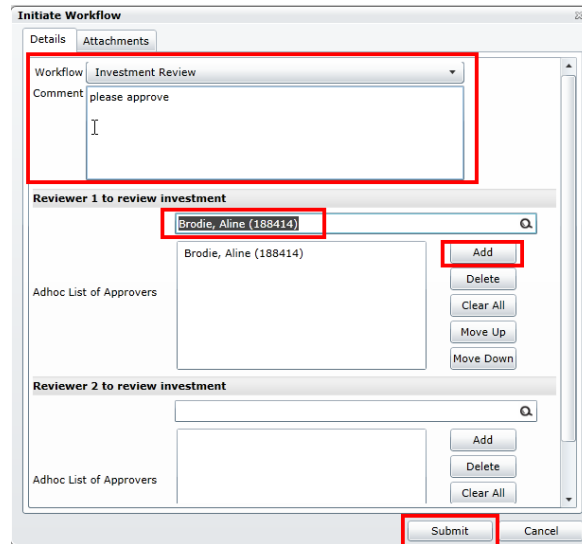 Initiate Workflow
Details Attachments
Workflow Investment Review
Comment please approve
Reviewer 1 to review investment
Brodie, Aline (188414)
Brodie, Aline (188414) Add
Delete
Adhoc List of Approvers
Clear All
Move Up
Move Down
Reviewer 2 to review investment
Add
Delete
Adhoc List of Approvers
Clear All
Submit Cancel